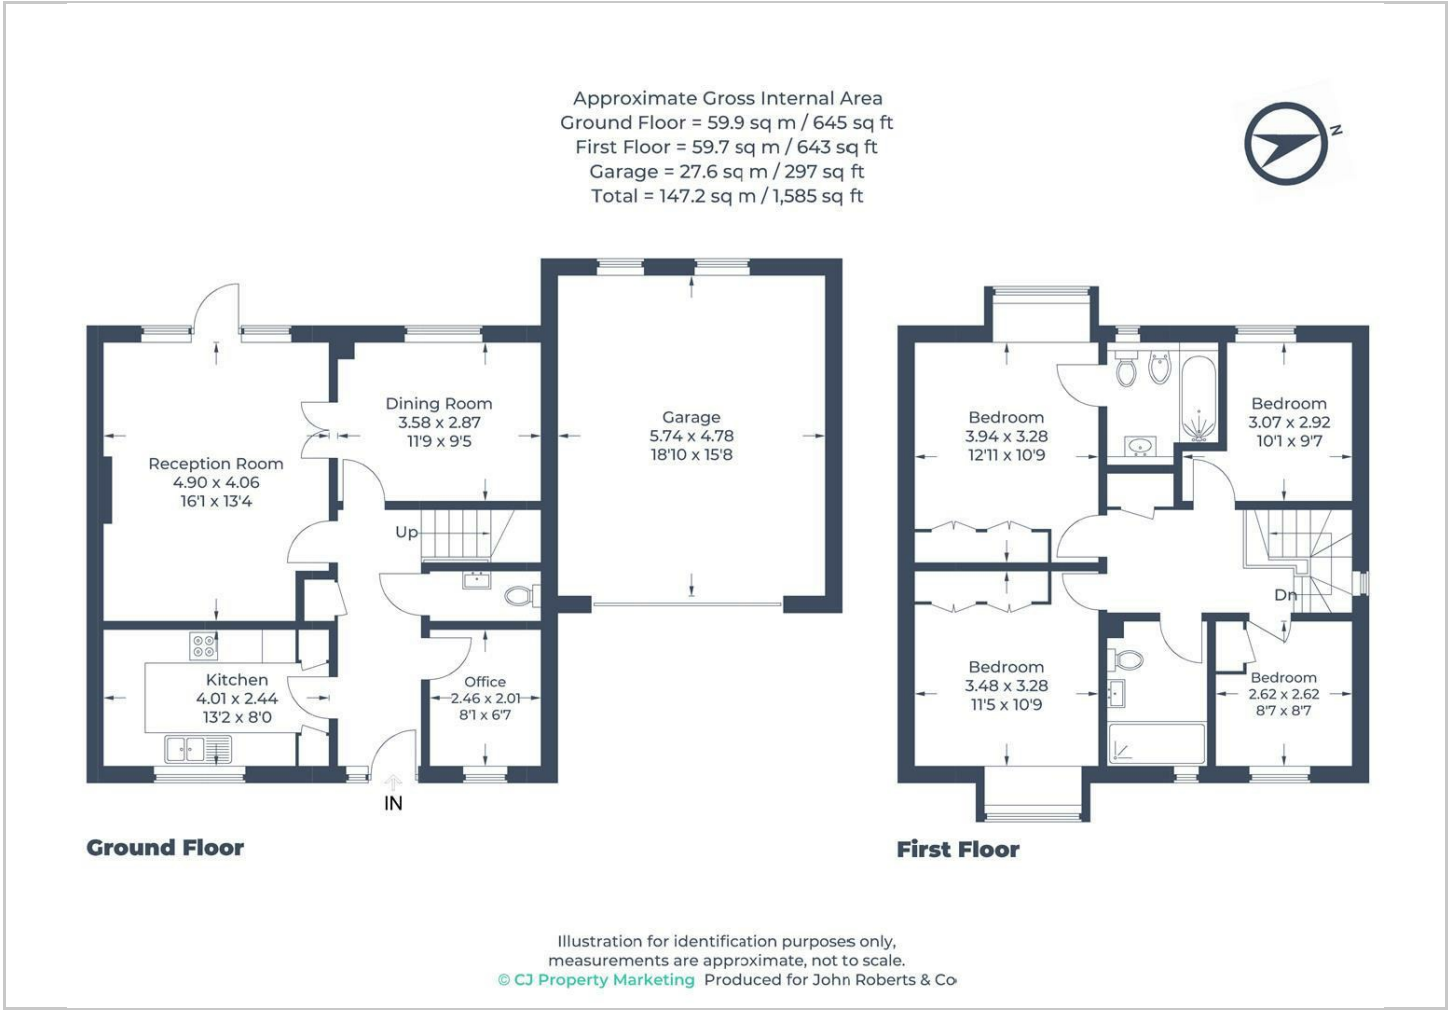 Approximate Gross Internal Area
Ground Floor = 59.9 sq m / 645 sq ft
First Floor = 59.7 sq m / 643 sq ft
Garage = 27.6 sq m / 297 sq ft
Total = 147.2 sq m / 1,585 sq ft
N
Reception Room
4.90 x 4.06
16'1 x 13'4
Dining Room
3.58 x 2.87
11'9 x 9'5
Garage
5.74 x 4.78
18'10 x 15'8
Up
Kitchen
4.01 x 2.44
13'2 x 8'0
Office
2.46 x 2.01
8'1 x 6'7
IN
Ground Floor
Bedroom
3.94 x 3.28
12'11 x 10'9
Bedroom
3.07 x 2.92
10'1 x 9'7
Dn
Bedroom
3.48 x 3.28
11'5 x 10'9
Bedroom
2.62 x 2.62
8'7 x 8'7
First Floor
Illustration for identification purposes only,
measurements are approximate, not to scale.
© CJ Property Marketing Produced for John Roberts & Co